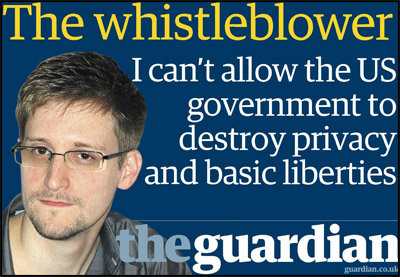 The whistleblower
I can't allow the US
government to
destroy privacy
and basic liberties
theguardian
guardian.co.uk